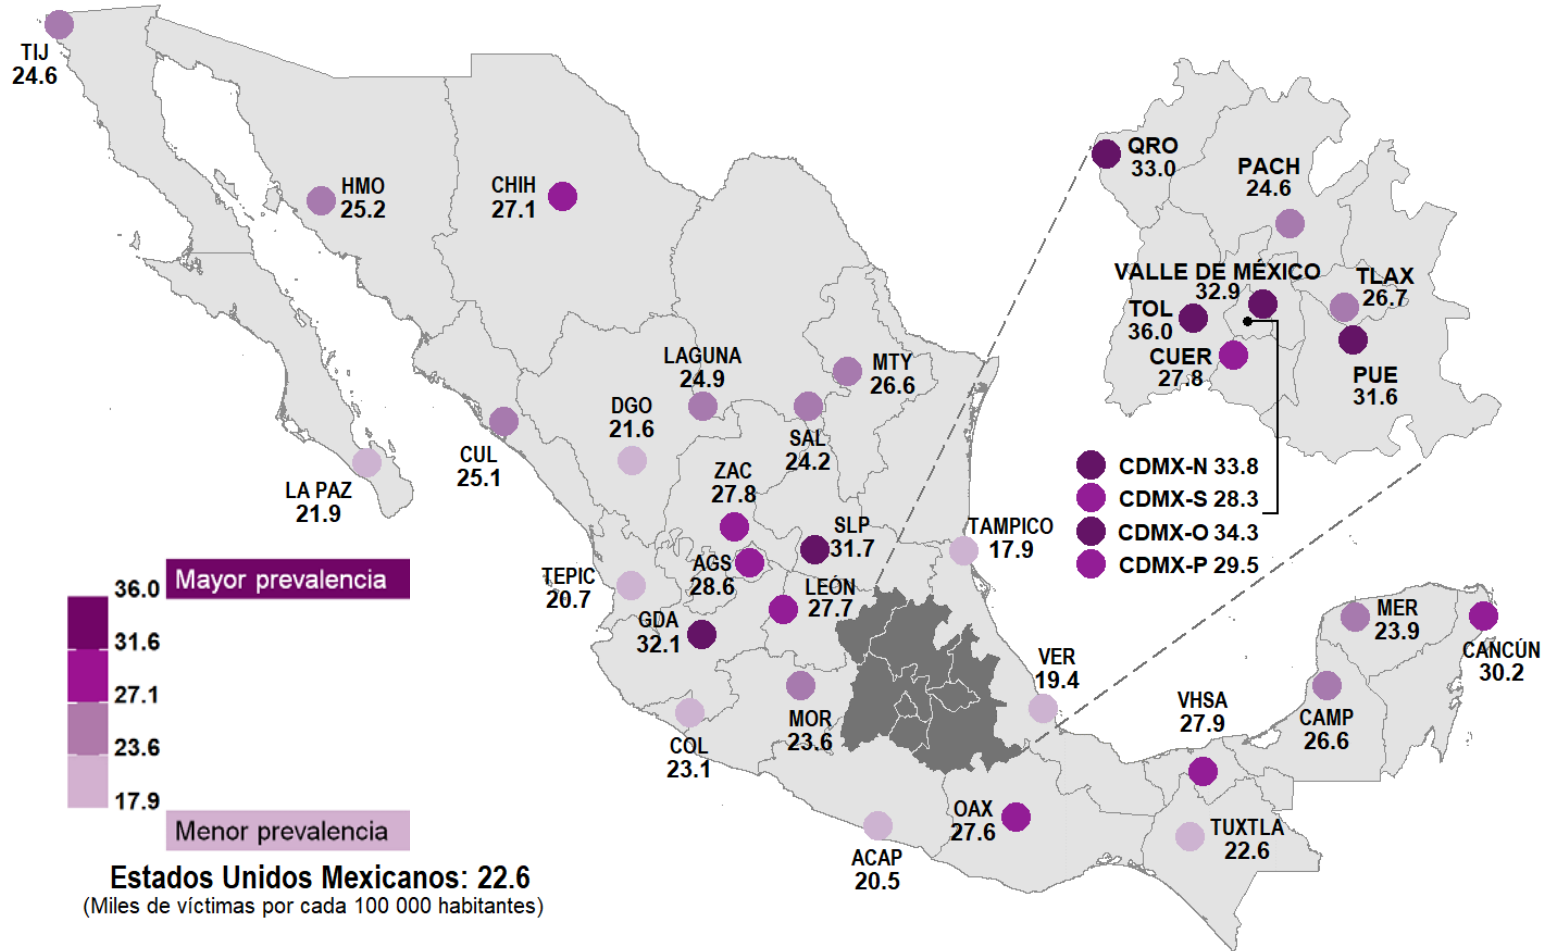 TIJ
24.6
HMO
25.2
CHIH
27.1
QRO
33.0
PACH
24.6
VALLE DE MÉXICO
32.9
TLAX
26.7
TOL
36.0
CUER
27.8
PUE
31.6
LAGUNA
24.9
MTY
26.6
DGO
21.6
SAL
24.2
CUL
25.1
LA PAZ
21.9
ZAC
27.8
SLP
31.7
TAMPICO
17.9
CDMX-N 33.8
CDMX-S 28.3
CDMX-O 34.3
CDMX-P 29.5
TEPIC
20.7
AGS
28.6
LEÓN
27.7
GDA
32.1
MER
23.9
CANCÚN
30.2
VER
19.4
VHSA
27.9
CAMP
26.6
MOR
23.6
COL
23.1
ACAP
20.5
OAX
27.6
TUXTLA
22.6
36.0
Mayor prevalencia
31.6
27.1
23.6
17.9
Menor prevalencia
Estados Unidos Mexicanos: 22.6
(Miles de víctimas por cada 100 000 habitantes)